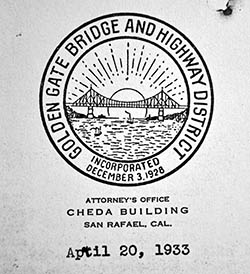 GOLDEN GATE BRIDGE AND HIGHWAY DISTRICT
INCORPORATED
DECEMBER 3, 1928
ATTORNEY'S OFFICE
CHEDA BUILDING
SAN RAFAEL, CAL.
April 20, 1933